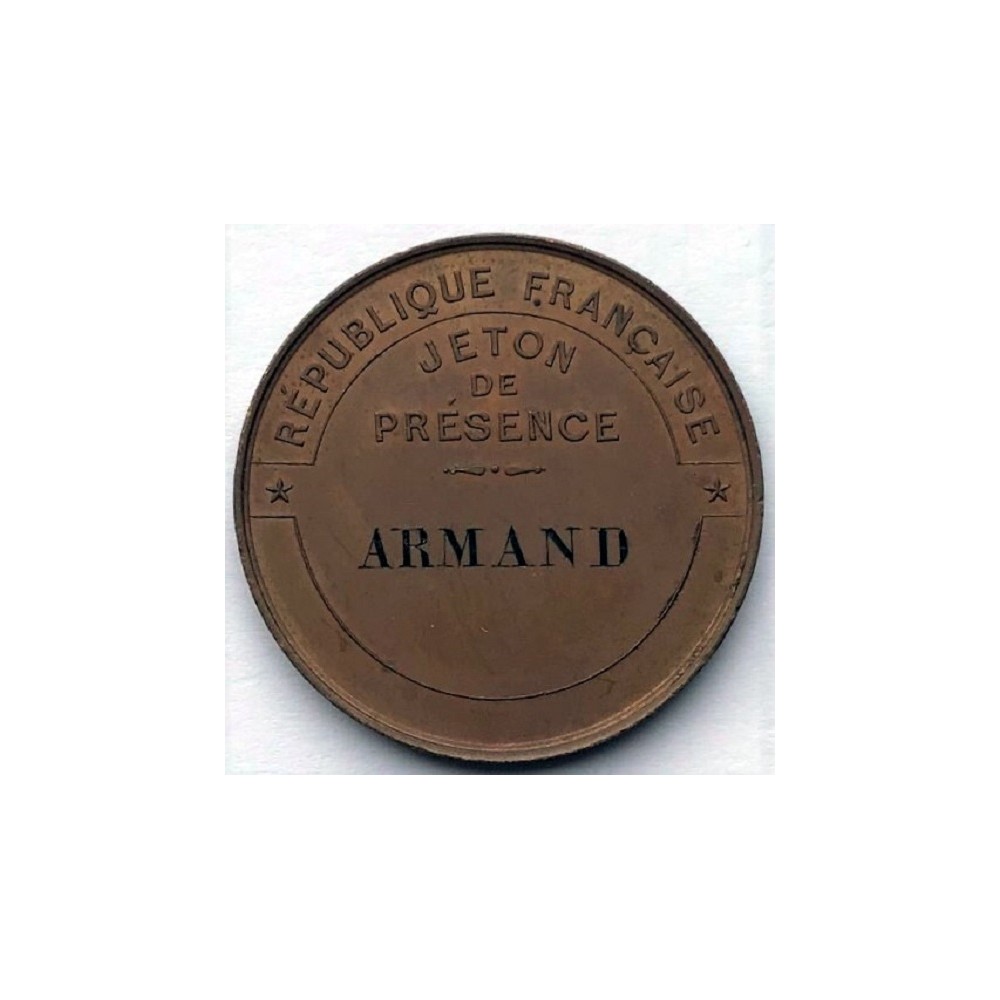 RÉPUBLIQUE FRANÇAISE
JETON
DE
PRÉSENCE
ARMAND